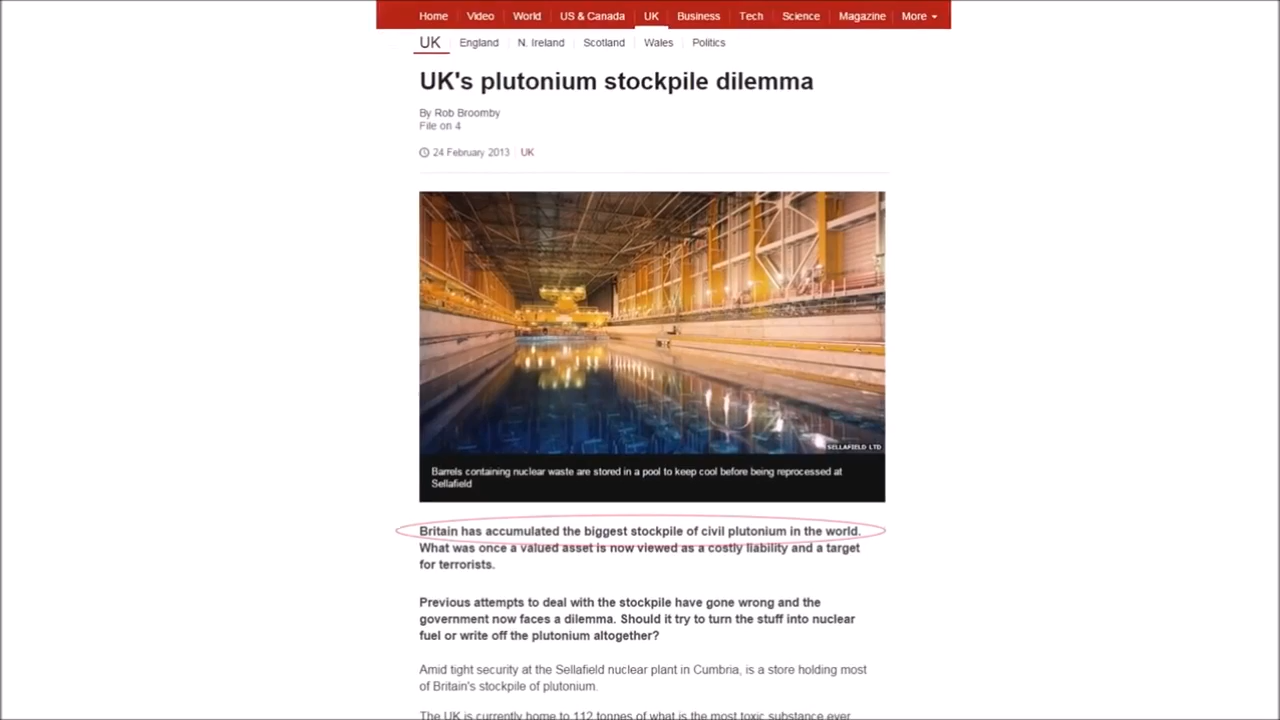 Home Video World US & Canada UK Business Tech Science Magazine More
UK England N. Ireland Scotland Wales Politics
UK's plutonium stockpile dilemma
By Rob Broomby
File on 4
24 February 2013 UK
SELLAFIELD LTD
Barrels containing nuclear waste are stored in a pool to keep cool before being reprocessed at
Sellafield
Britain has accumulated the biggest stockpile of civil plutonium in the world.
What was once a valued asset is now viewed as a costly liability and a target
for terrorists.
Previous attempts to deal with the stockpile have gone wrong and the
government now faces a dilemma. Should it try to turn the stuff into nuclear
fuel or write off the plutonium altogether?
Amid tight security at the Sellafield nuclear plant in Cumbria, is a store holding most
of Britain's stockpile of plutonium.
The UK is currently home to 112 tonnes of what is the most toxic substance ever